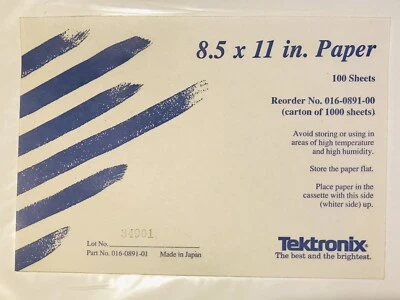 8.5 x 11 in. Paper
100 Sheets
Reorder No. 016-0891-00
(carton of 1000 sheets)
Avoid storing or using in
areas of high temperature
and high humidity.
Store the paper flat.
Place paper in the
cassette with this side
(whiter side) up.
Lot No.
Part No. 016-0891-01 Made in Japan
Tektronix
The best and the brightest.